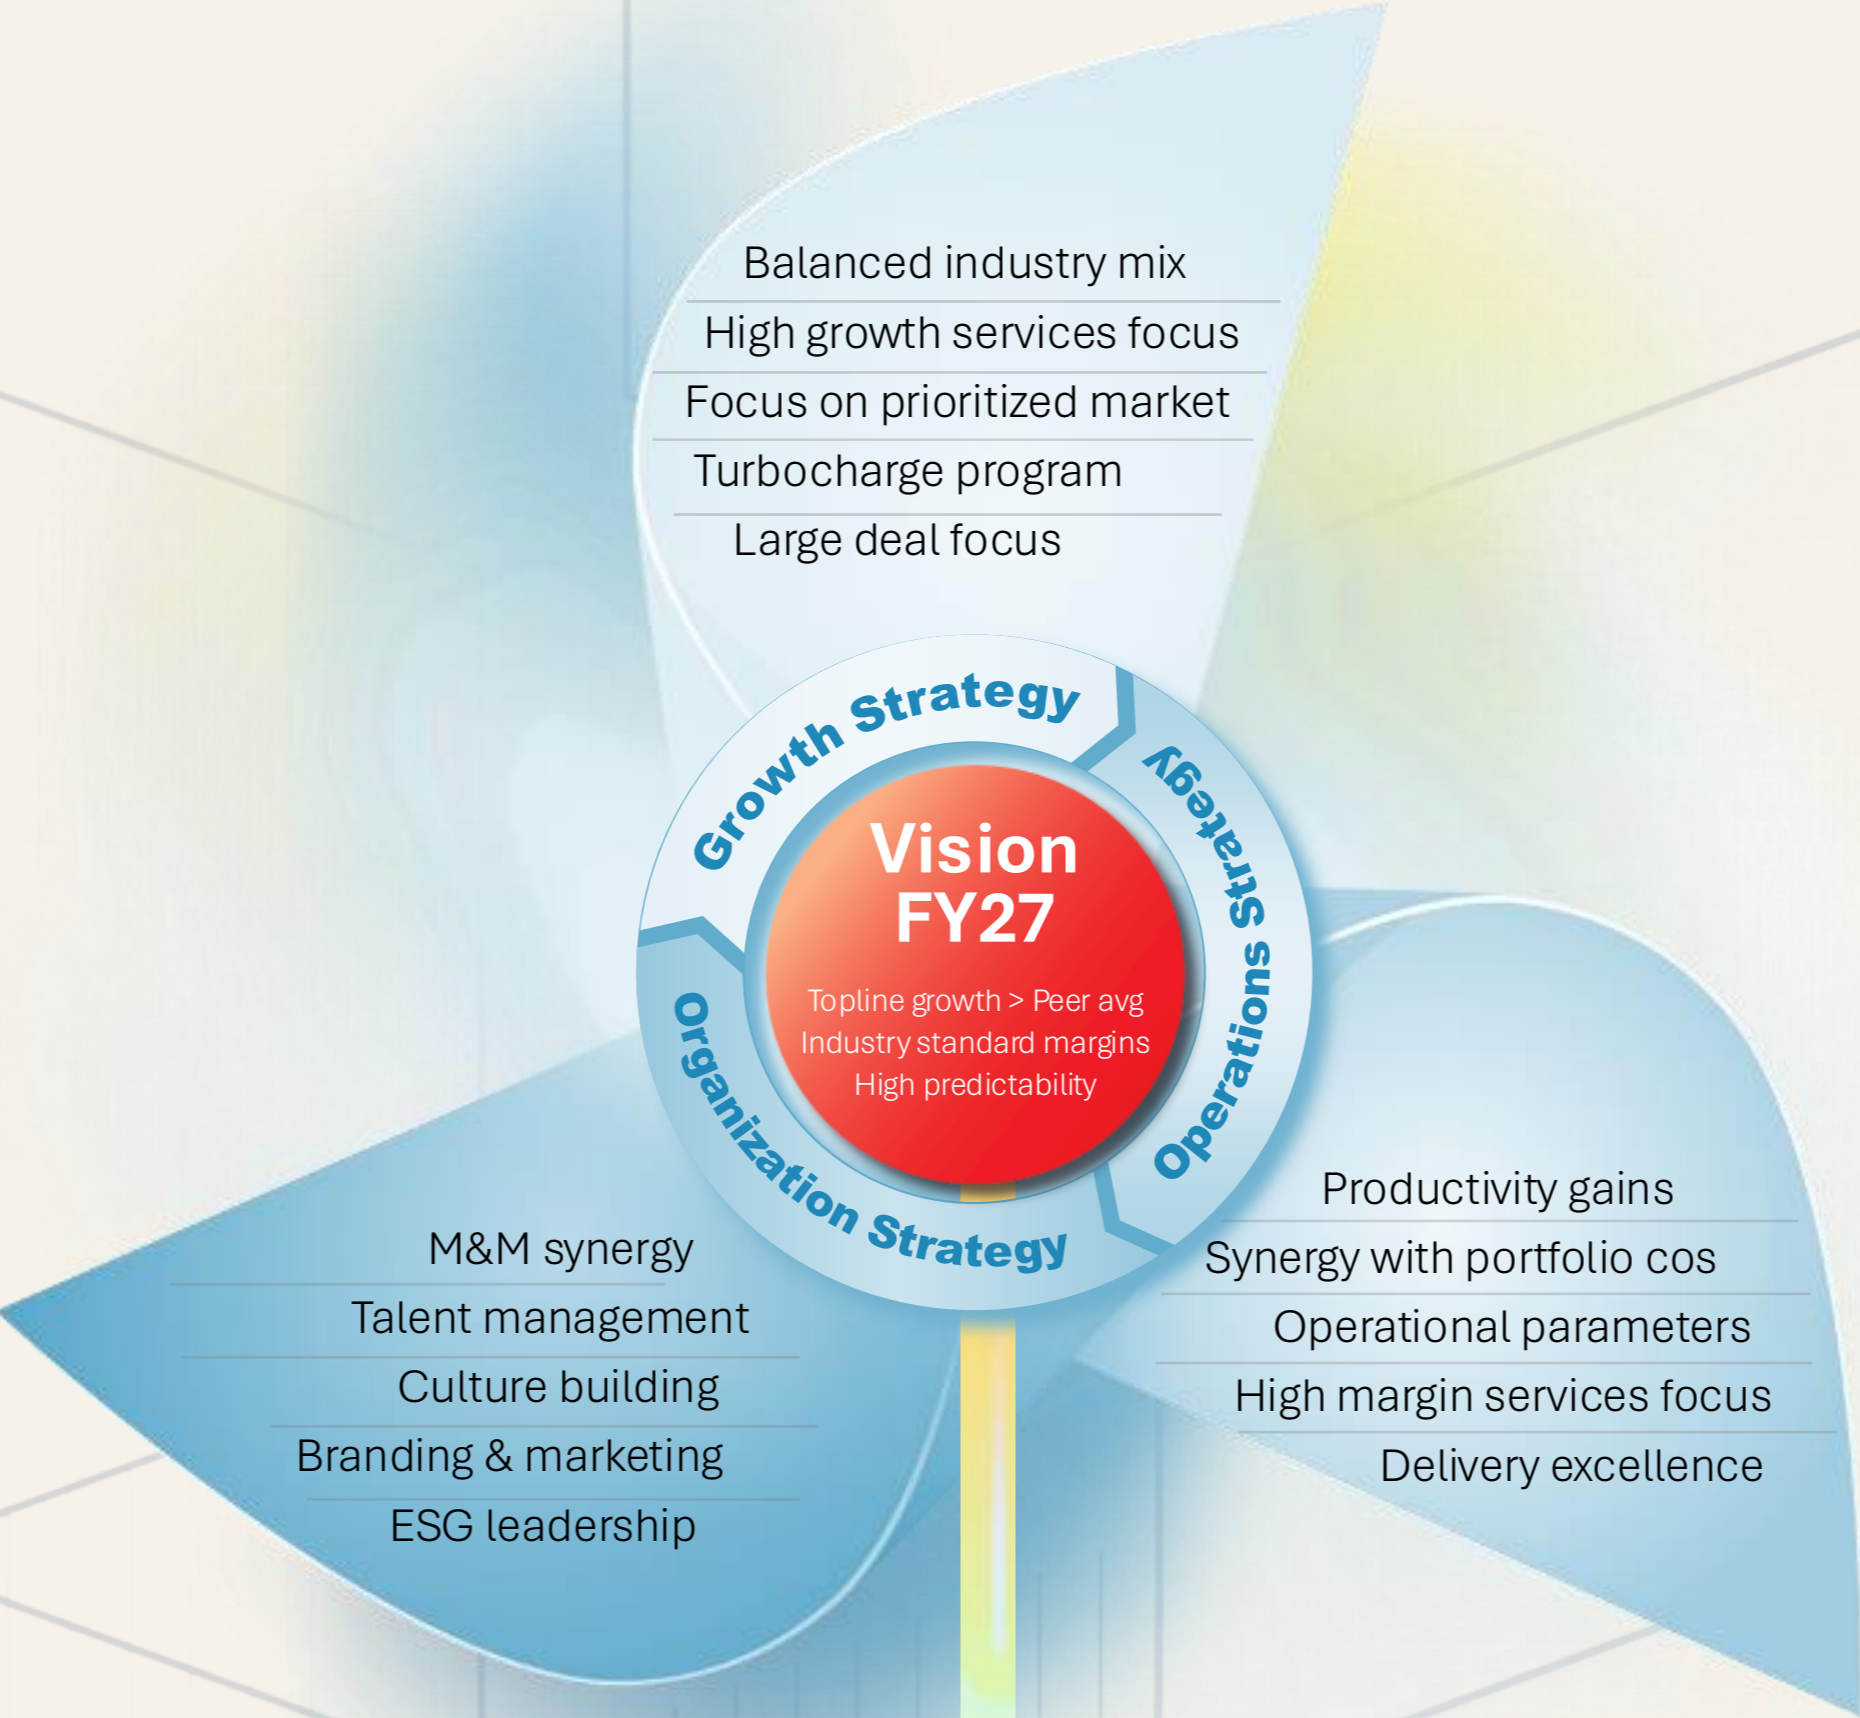 Balanced industry mix
High growth services focus
Focus on prioritized market
Turbocharge program
Large deal focus
Growth Strategy
Operations Strategy
Organization Strategy
Vision
FY27
Topline growth > Peer avg
Industry standard margins
High predictability
Productivity gains
Synergy with portfolio cos
Operational parameters
High margin services focus
Delivery excellence
M&M synergy
Talent management
Culture building
Branding & marketing
ESG leadership